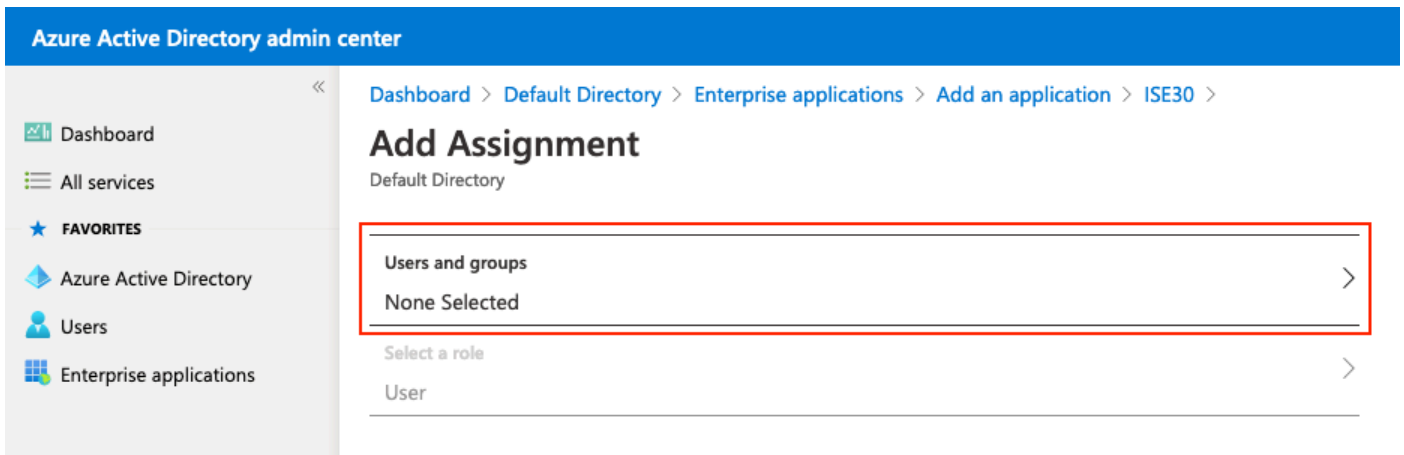 Azure Active Directory admin center
«
Dashboard > Default Directory > Enterprise applications > Add an application > ISE30 >
Add Assignment
Default Directory
Dashboard
All services
FAVORITES
Azure Active Directory
Users
Enterprise applications
Users and groups
None Selected
Select a role
User